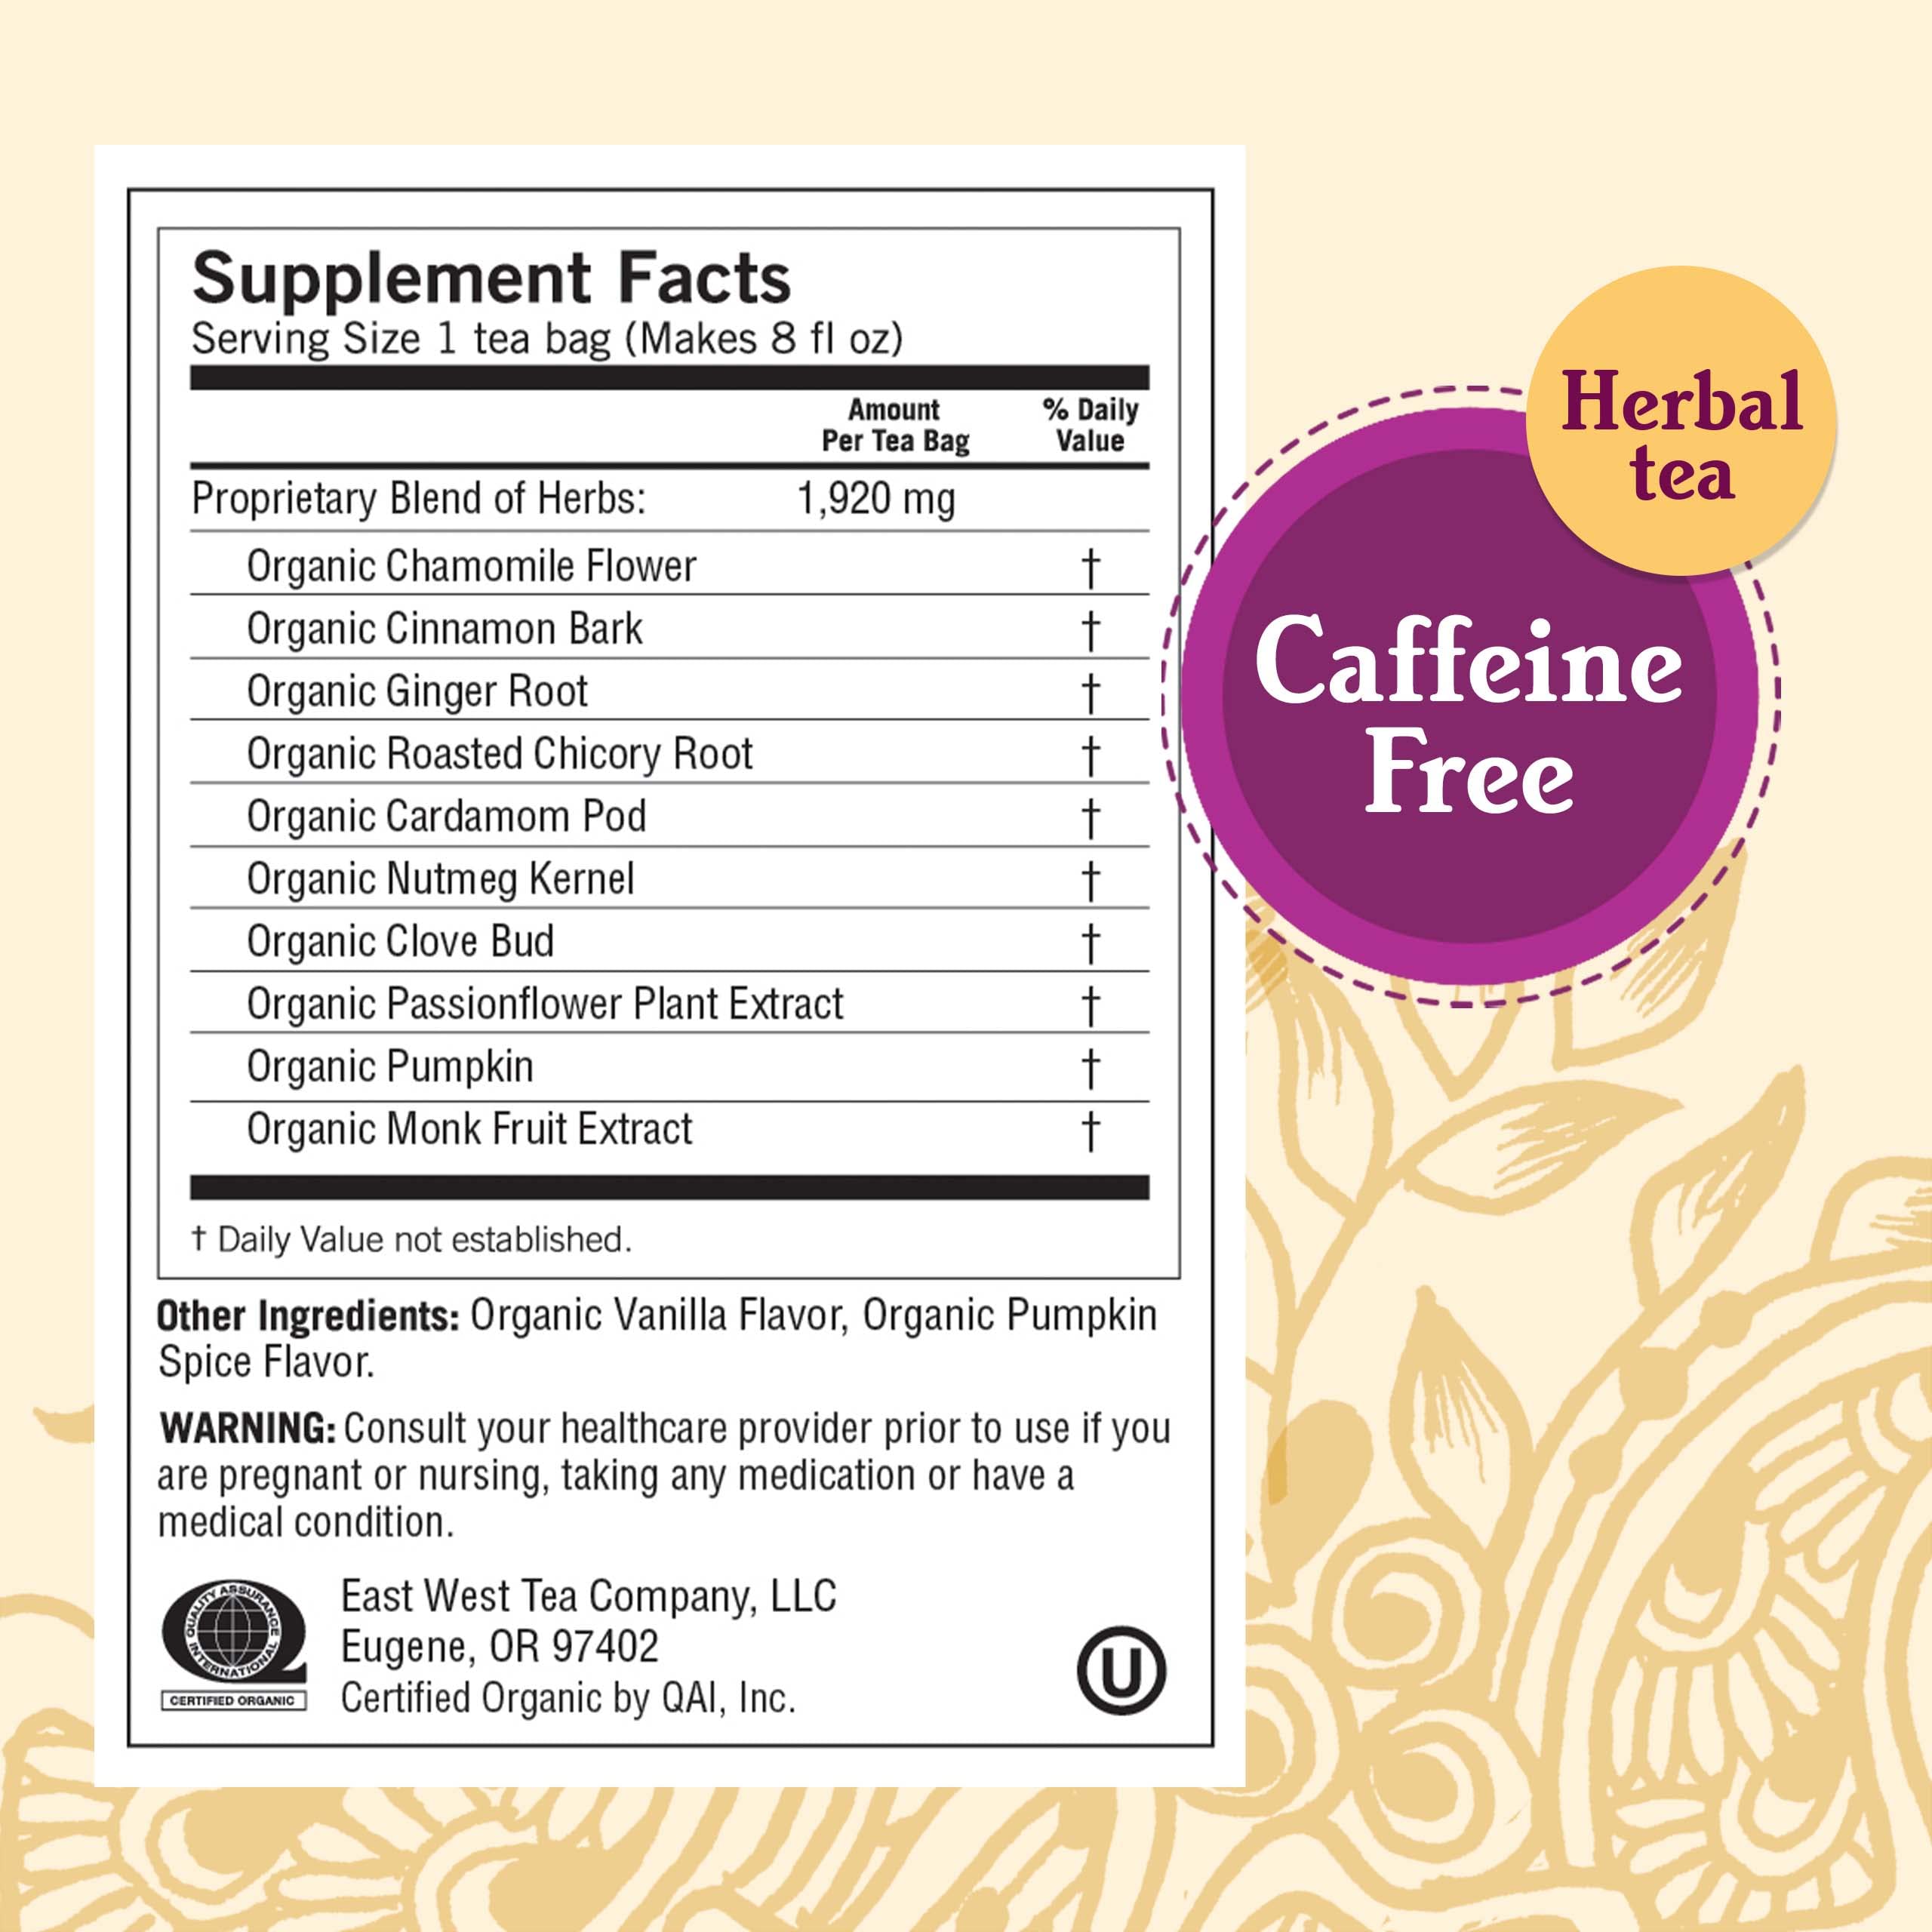 Supplement Facts
Serving Size 1 tea bag (Makes 8 fl oz)
Amount Per Tea Bag
% Daily Value
Proprietary Blend of Herbs: 1,920 mg
Organic Chamomile Flower †
Organic Cinnamon Bark †
Organic Ginger Root †
Organic Roasted Chicory Root †
Organic Cardamom Pod †
Organic Nutmeg Kernel †
Organic Clove Bud †
Organic Passionflower Plant Extract †
Organic Pumpkin †
Organic Monk Fruit Extract †
† Daily Value not established.
Other Ingredients: Organic Vanilla Flavor, Organic Pumpkin
Spice Flavor.
WARNING: Consult your healthcare provider prior to use if you
are pregnant or nursing, taking any medication or have a
medical condition.
QUALITY ASSURANCE INTERNATIONAL
CERTIFIED ORGANIC
East West Tea Company, LLC
Eugene, OR 97402
Certified Organic by QAI, Inc.
U
Herbal
tea
Caffeine
Free